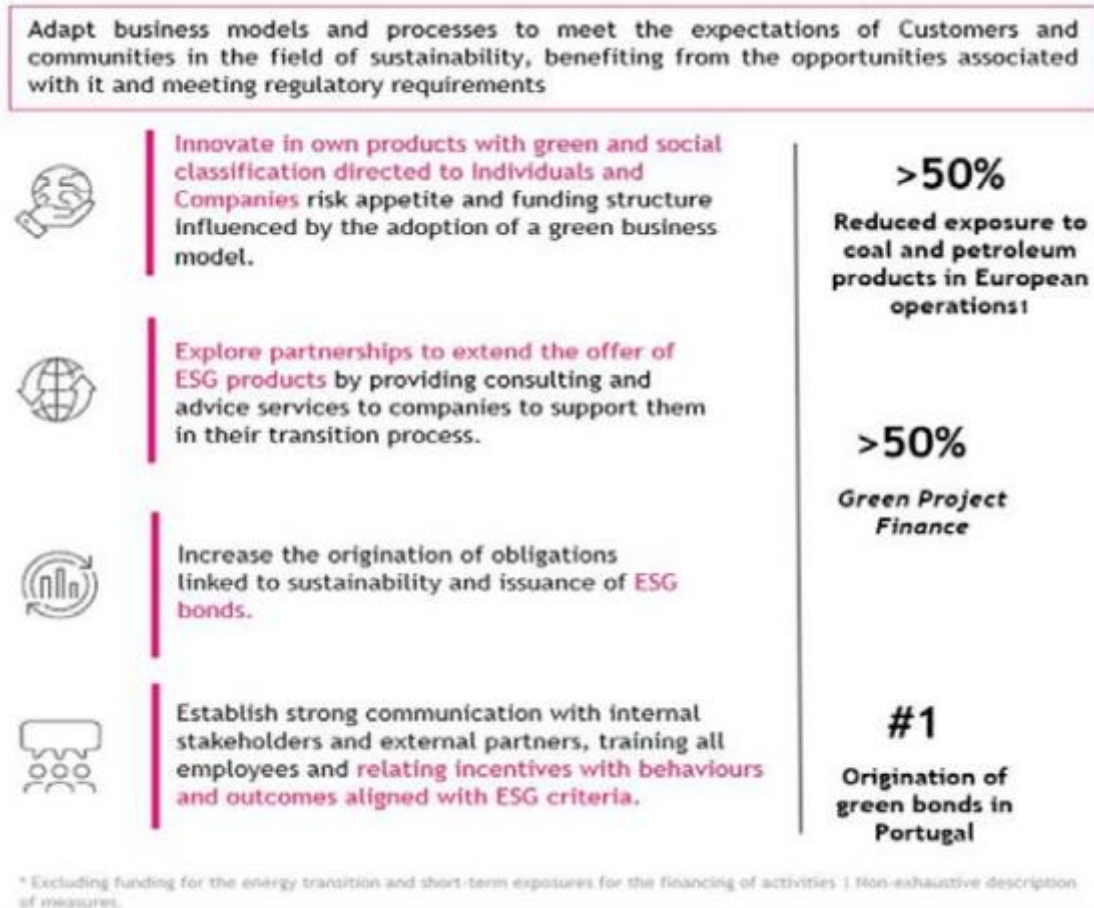 Adapt business models and processes to meet the expectations of Customers and
communities in the field of sustainability, benefiting from the opportunities associated
with it and meeting regulatory requirements
Innovate in own products with green and social
classification directed to Individuals and
Companies risk appetite and funding structure
influenced by the adoption of a green business
model.
>50%
Reduced exposure to
coal and petroleum
products in European
operations1
Explore partnerships to extend the offer of
ESG products by providing consulting and
advice services to companies to support them
in their transition process.
>50%
Green Project
Finance
Increase the origination of obligations
linked to sustainability and issuance of ESG
bonds.
Establish strong communication with internal
stakeholders and external partners, training all
employees and relating incentives with behaviours
and outcomes aligned with ESG criteria.
#1
Origination of
green bonds in
Portugal
* Excluding funding for the energy transition and short-term exposures for the financing of activities | Non-exhaustive description
of measures.